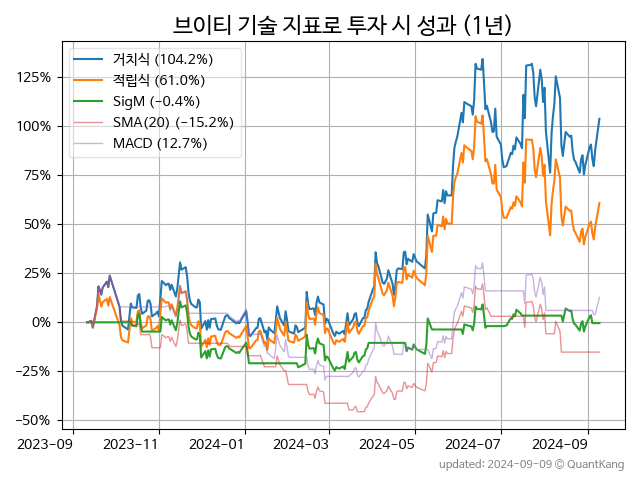 브이티 기술 지표로 투자 시 성과 (1년)
거치식 (104.2%)
적립식 (61.0%)
SigM (−0.4%)
SMA(20) (−15.2%)
MACD (12.7%)
125%
100%
75%
50%
25%
0%
−25%
−50%
2023-09 2023-11 2024-01 2024-03 2024-05 2024-07 2024-09
updated: 2024-09-09 © QuantKang